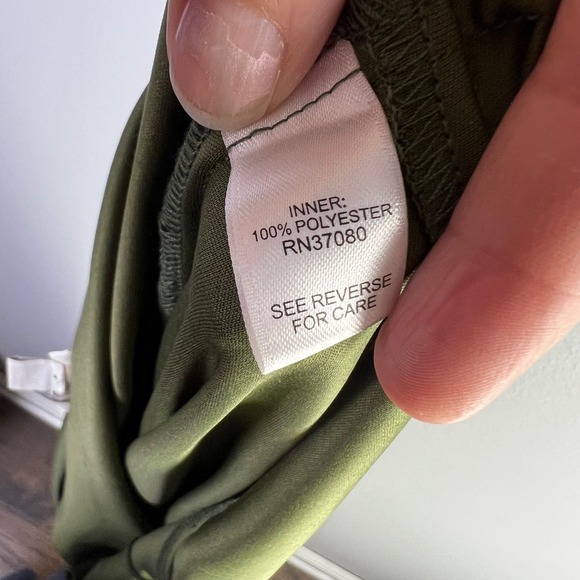 INNER:
100% POLYESTER
RN37080
SEE REVERSE
FOR CARE